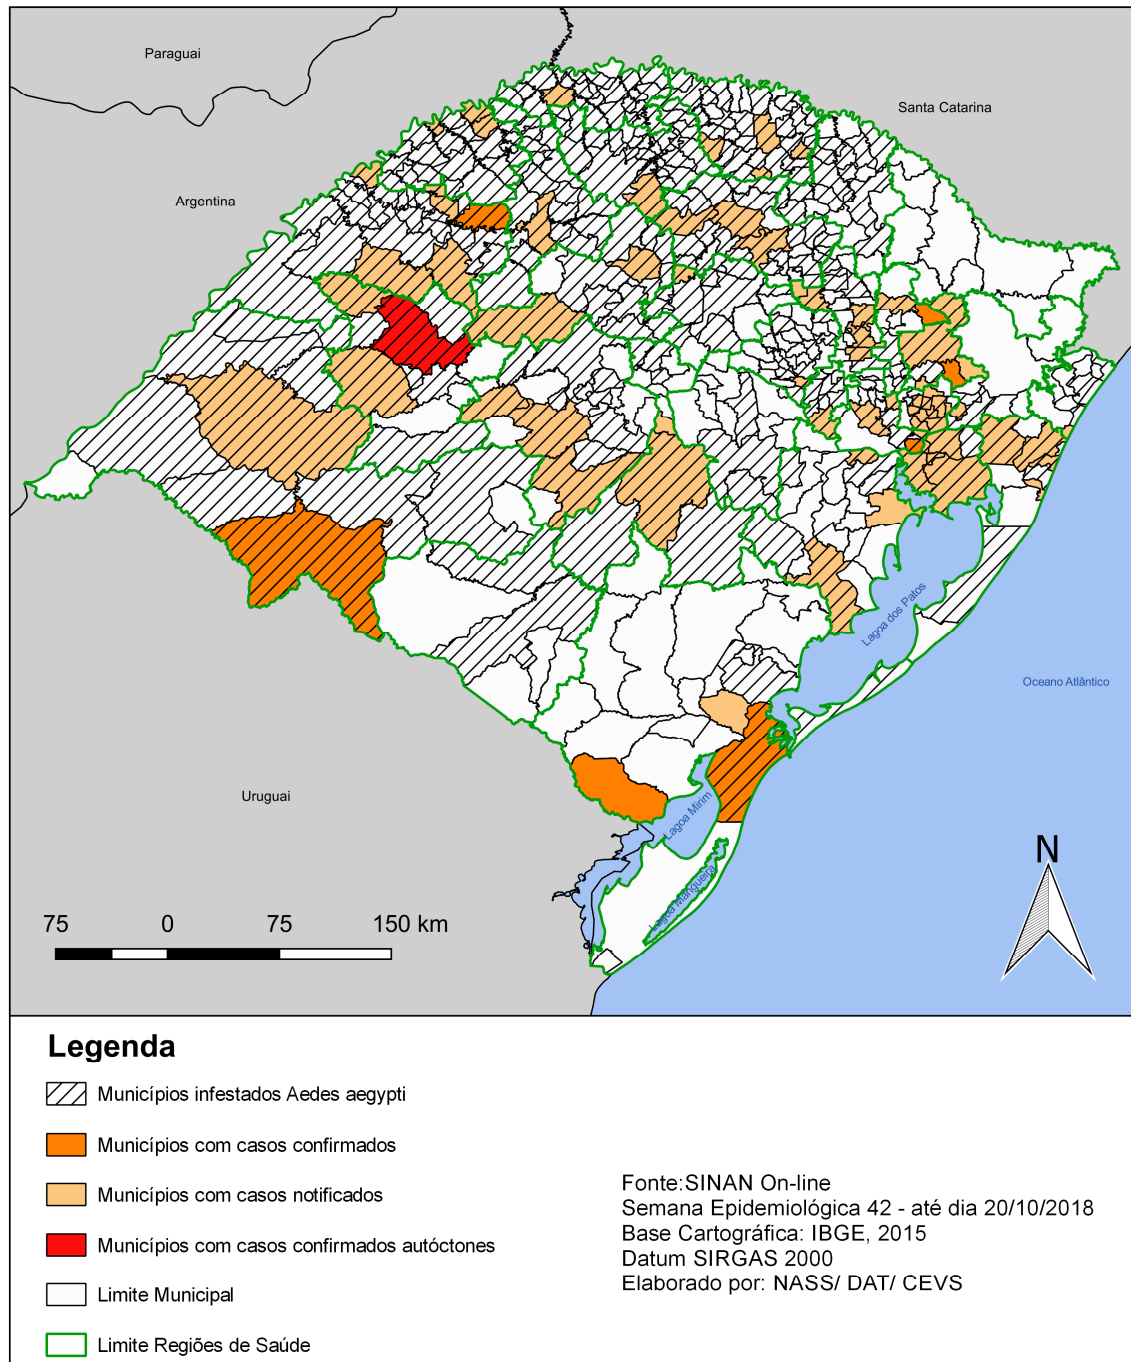 Paraguai
Santa Catarina
Argentina
Lagoa dos Patos
Oceano Atlântico
Uruguai
Lagoa Mirim
Lagoa Mangueira
N
75 0 75 150 km
Legenda
Municípios infestados Aedes aegypti
Municípios com casos confirmados
Municípios com casos notificados
Municípios com casos confirmados autóctones
Limite Municipal
Limite Regiões de Saúde
Fonte:SINAN On-line
Semana Epidemiológica 42 - até dia 20/10/2018
Base Cartográfica: IBGE, 2015
Datum SIRGAS 2000
Elaborado por: NASS/ DAT/ CEVS